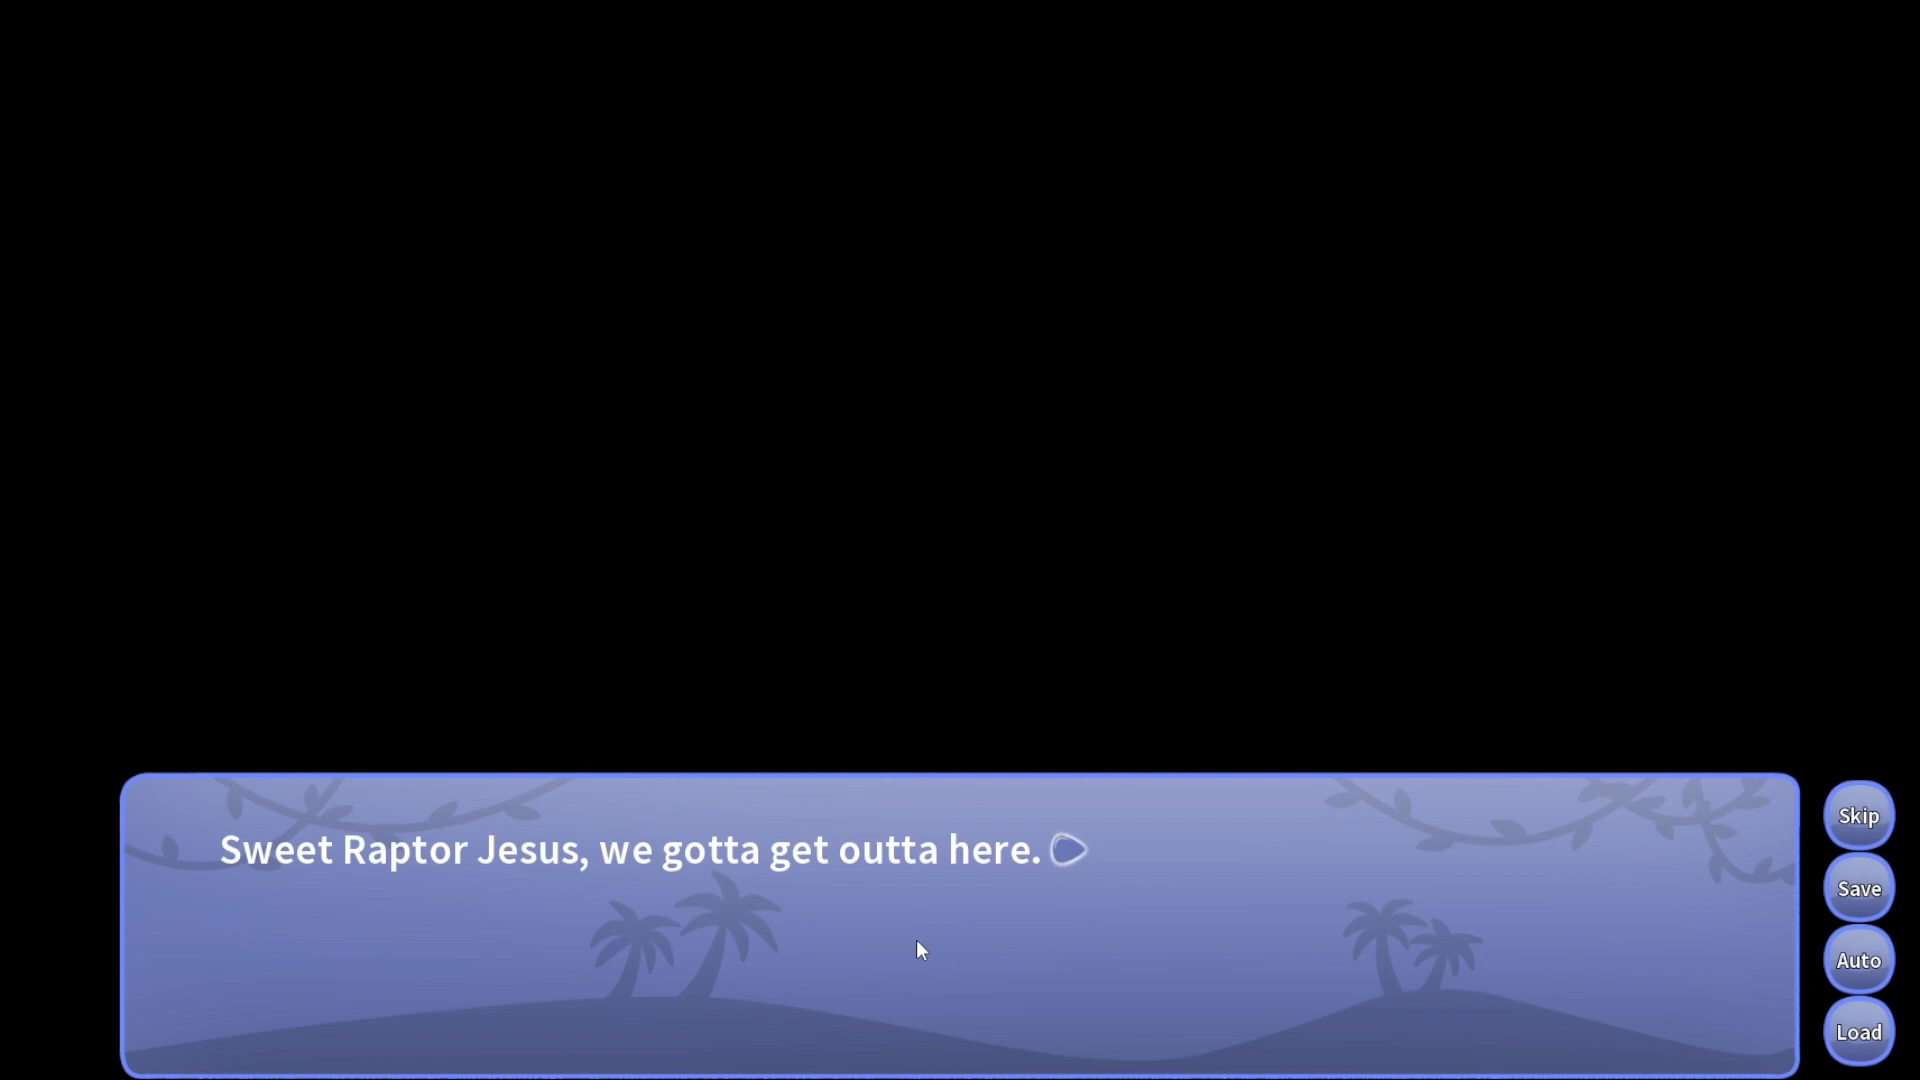 Sweet Raptor Jesus, we gotta get outta here.
Skip
Save
Auto
Load